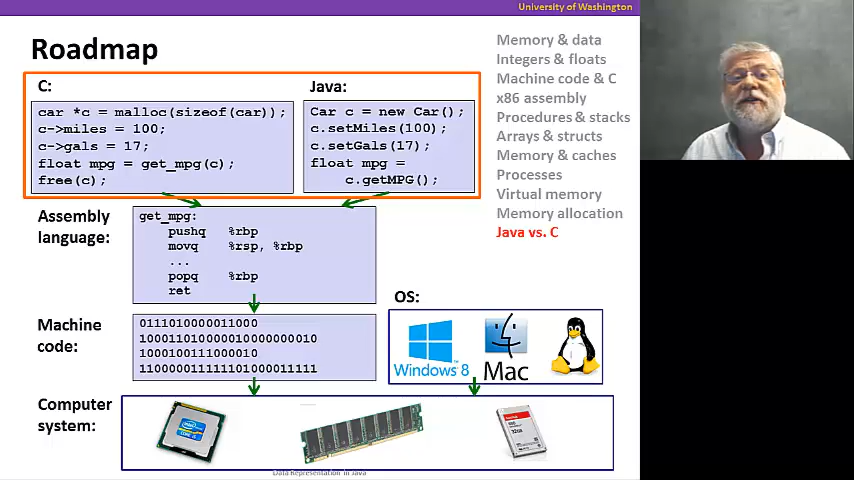 University of Washington
Roadmap
C:
car *c = malloc(sizeof(car));
c->miles = 100;
c->gals = 17;
float mpg = get_mpg(c);
free(c);
Java:
Car c = new Car();
c.setMiles(100);
c.setGals(17);
float mpg =
c.getMPG();
Memory & data
Integers & floats
Machine code & C
x86 assembly
Procedures & stacks
Arrays & structs
Memory & caches
Processes
Virtual memory
Memory allocation
Java vs. C
Assembly
language:
get_mpg:
pushq %rbp
movq %rsp, %rbp
...
popq %rbp
ret
OS:
Machine
code:
0111010000011000
100011010000010000000010
1000100111000010
110000011111101000011111
Windows 8
Mac
Computer
system:
Data Representation in Java